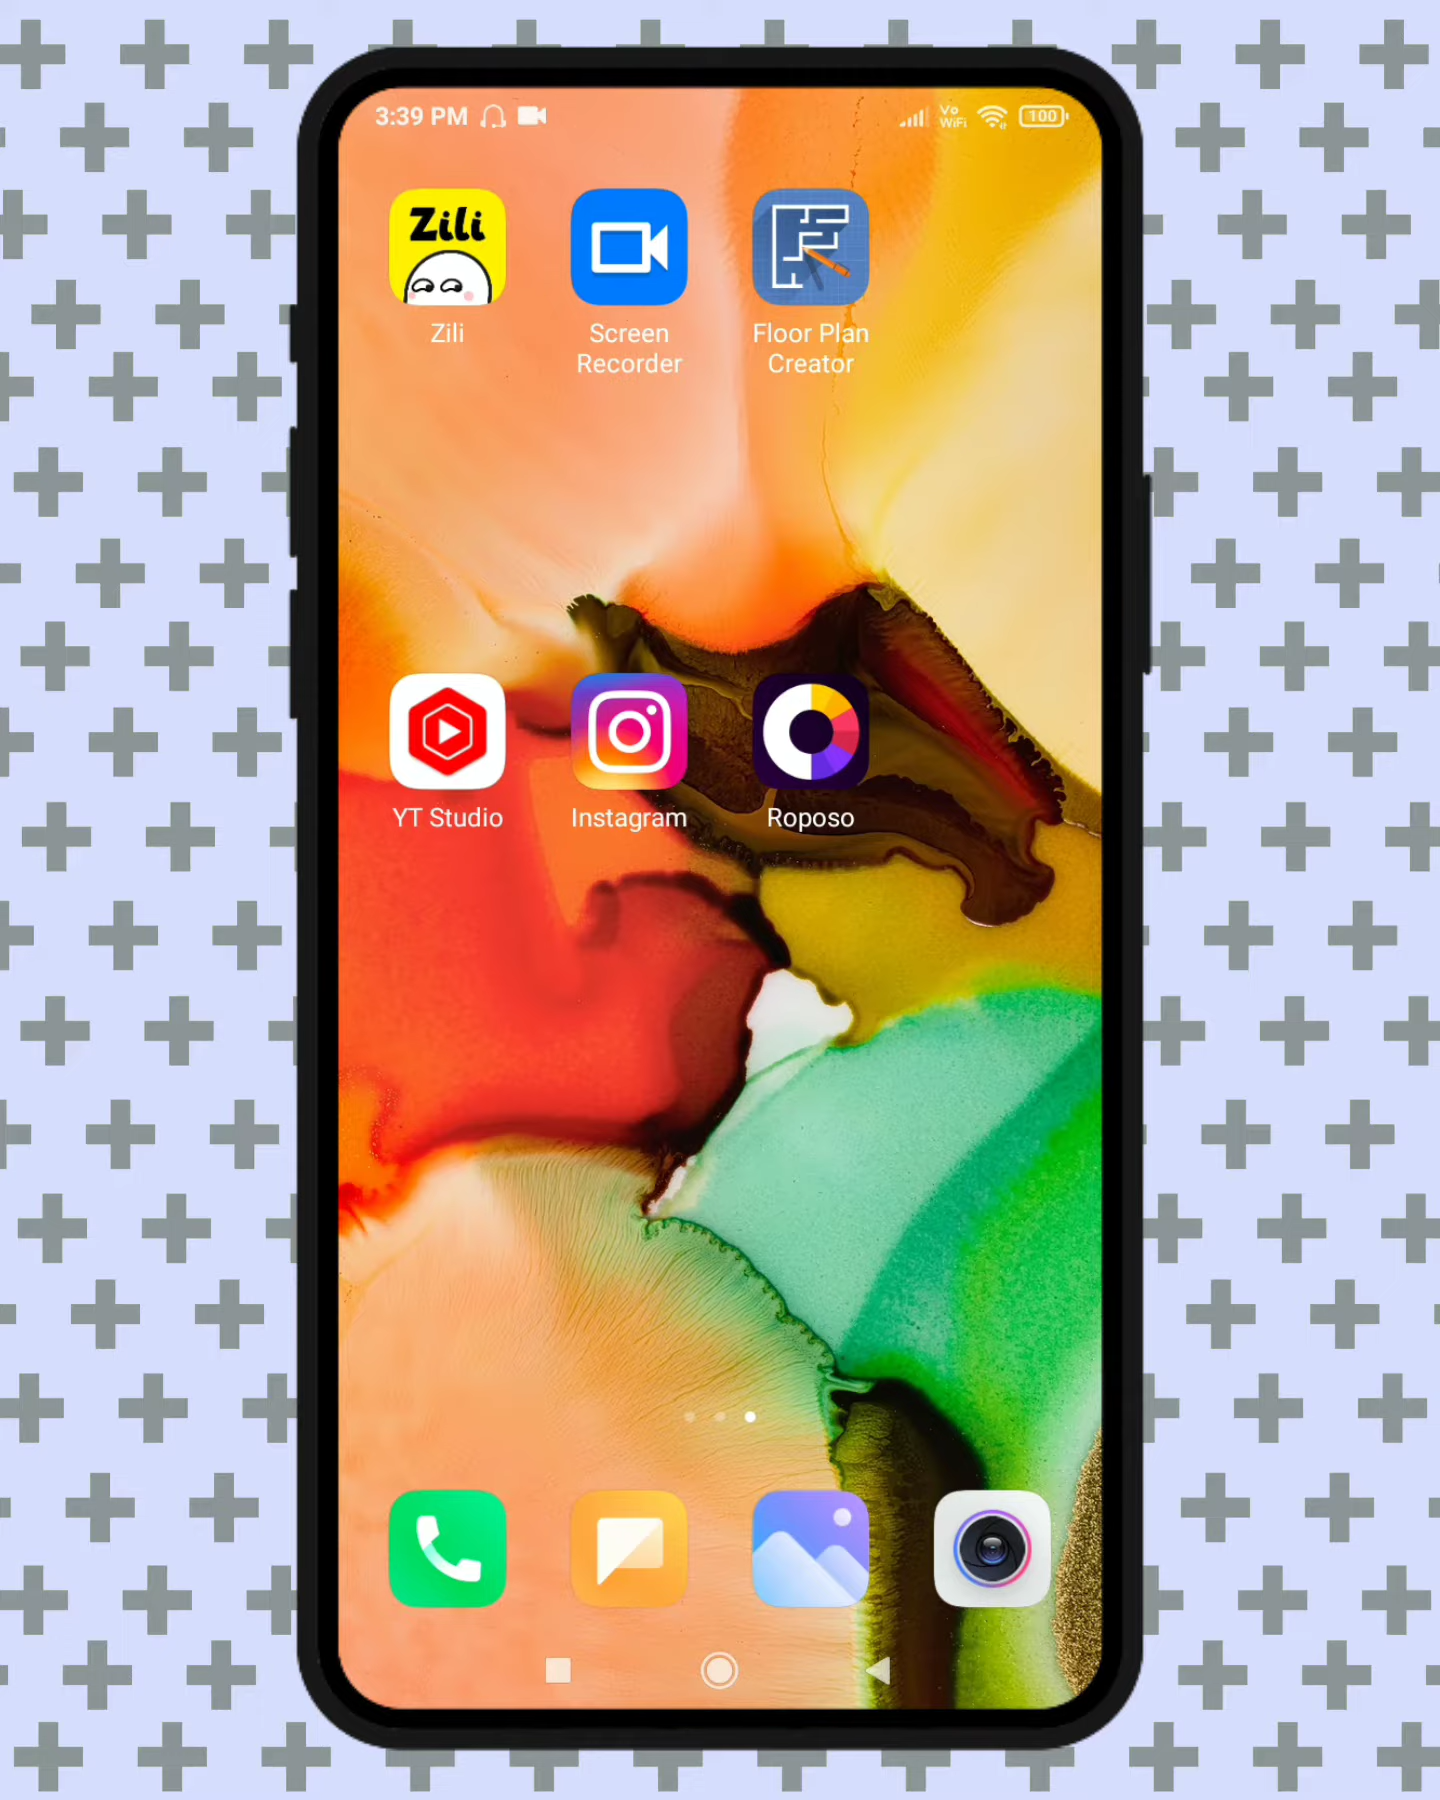 3:39 PM
Vo
WiFi
100
Zili
Zili
Screen
Recorder
Floor Plan
Creator
YT Studio
Instagram
Roposo